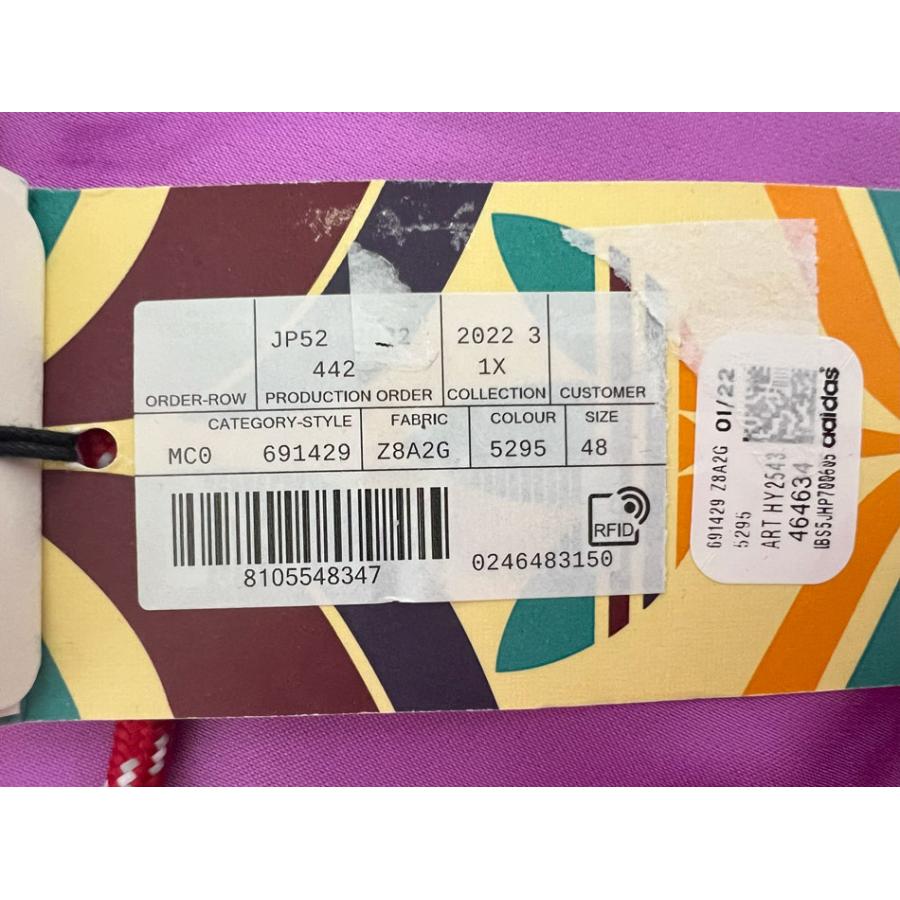 JP52
2022 3
442
1X
ORDER-ROW PRODUCTION ORDER COLLECTION CUSTOMER
CATEGORY-STYLE FABRIC COLOUR SIZE
MC0 691429 Z8A2G 5295 48
8105548347
RFID
0246483150
691429 Z8A2G 01/22
5295
ART HY2543
464634
adidas